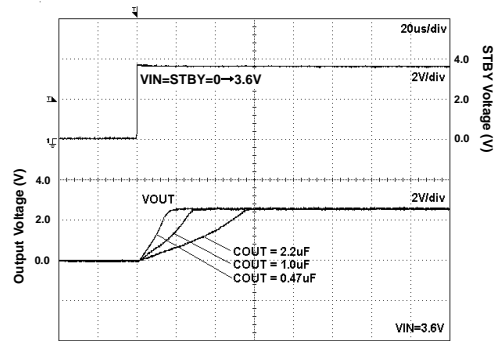 20us/div
4.0
2V/div
VIN=STBY=0→3.6V
2.0
0.0
STBY Voltage (V)
4.0
VOUT
2V/div
2.0
0.0
Output Voltage (V)
COUT = 2.2uF
COUT = 1.0uF
COUT = 0.47uF
VIN=3.6V